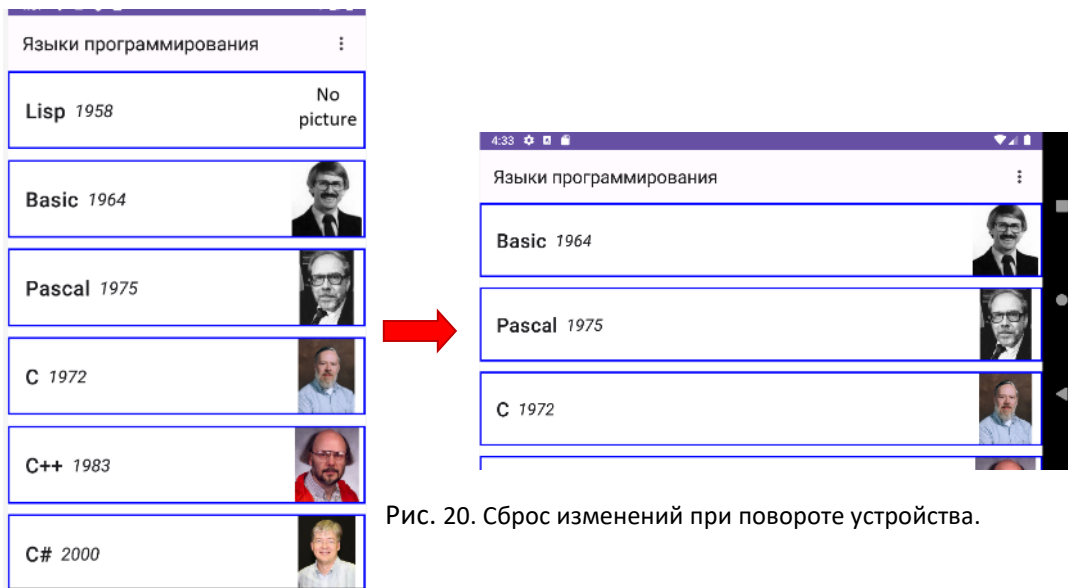 Языки программирования
Lisp 1958
No
picture
Basic 1964
Pascal 1975
C 1972
C++ 1983
C# 2000
4:33
Языки программирования
Basic 1964
Pascal 1975
C 1972
Рис. 20. Сброс изменений при повороте устройства.